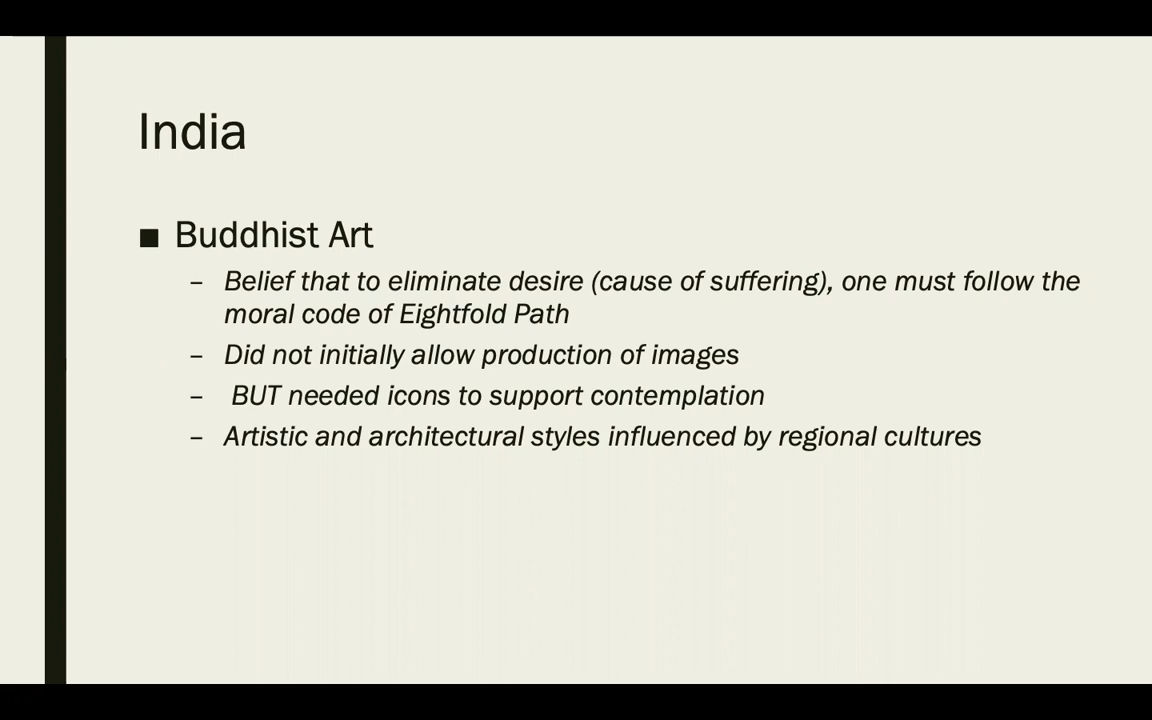 India
■ Buddhist Art
– Belief that to eliminate desire (cause of suffering), one must follow the
moral code of Eightfold Path
– Did not initially allow production of images
– BUT needed icons to support contemplation
– Artistic and architectural styles influenced by regional cultures